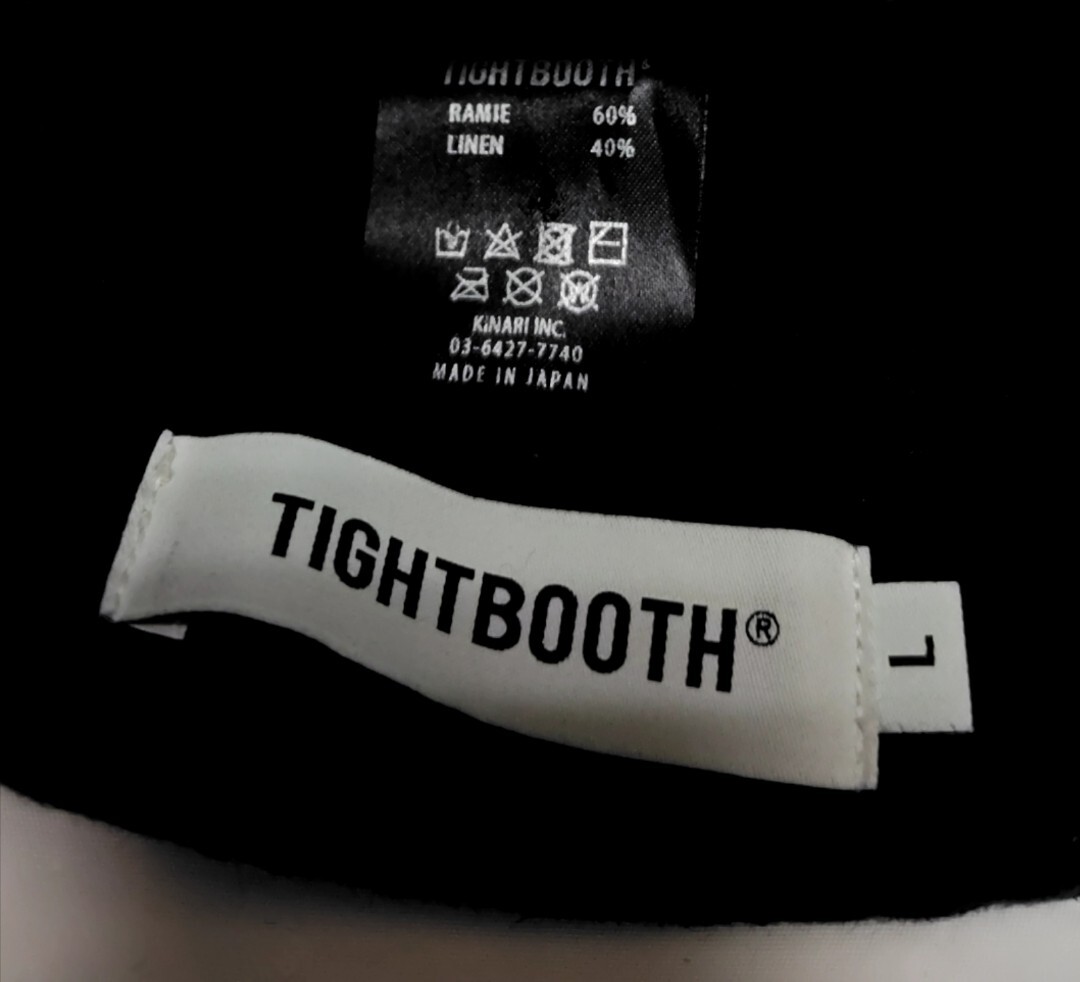 TIGHTBOOTH
RAMIE 60%
LINEN 40%
KiNARI INC.
03-6427-7740
MADE IN JAPAN
TIGHTBOOTH®
L